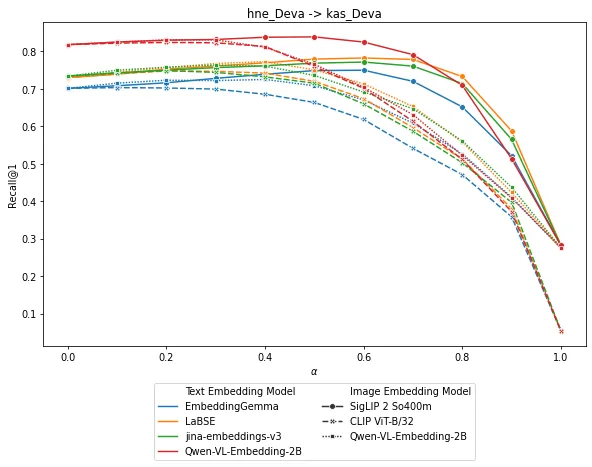 hne_Deva -> kas_Deva
Recall@1
0.8
0.7
0.6
0.5
0.4
0.3
0.2
0.1
0.0 0.2 0.4 0.6 0.8 1.0
α
Text Embedding Model Image Embedding Model
EmbeddingGemma SigLIP 2 So400m
LaBSE CLIP ViT-B/32
jina-embeddings-v3 Qwen-VL-Embedding-2B
Qwen-VL-Embedding-2B